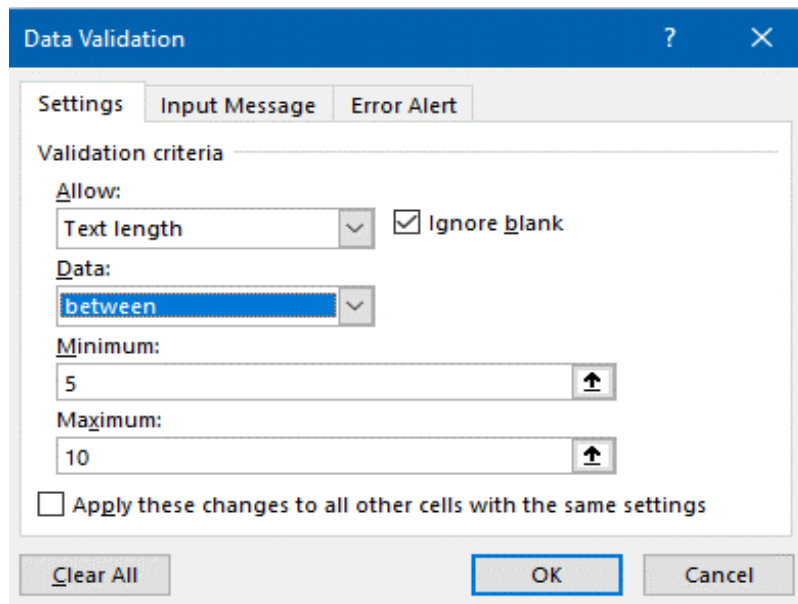 Data Validation ? ×
Settings Input Message Error Alert
Validation criteria
Allow:
Text length Ignore blank
Data:
between
Minimum:
5
Maximum:
10
Apply these changes to all other cells with the same settings
Clear All OK Cancel